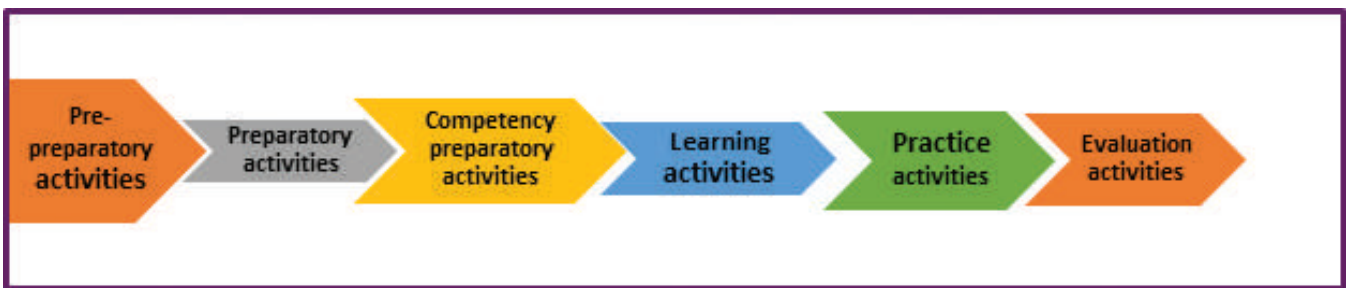 Pre-
preparatory
activities
Preparatory
activities
Competency
preparatory
activities
Learning
activities
Practice
activities
Evaluation
activities